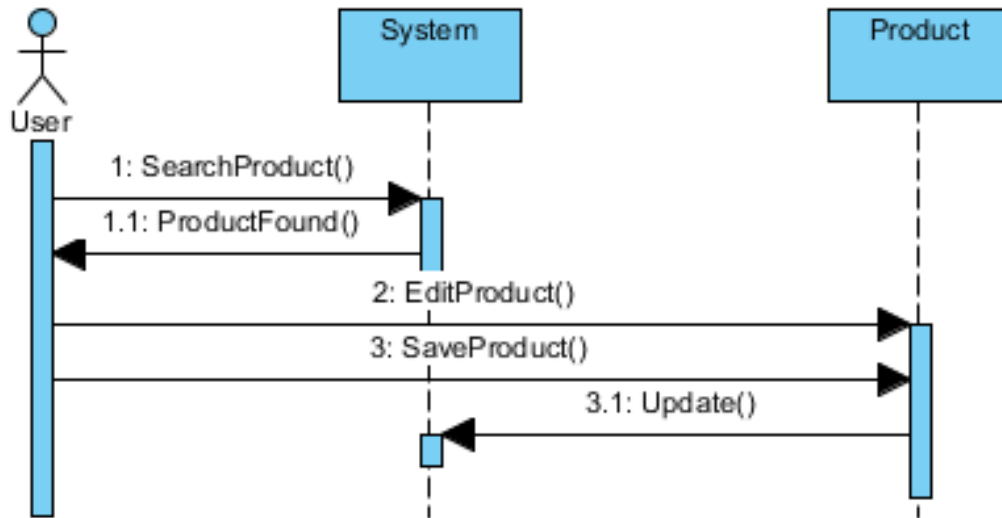 System
Product
User
1: SearchProduct()
1.1: ProductFound()
2: EditProduct()
3: SaveProduct()
3.1: Update()